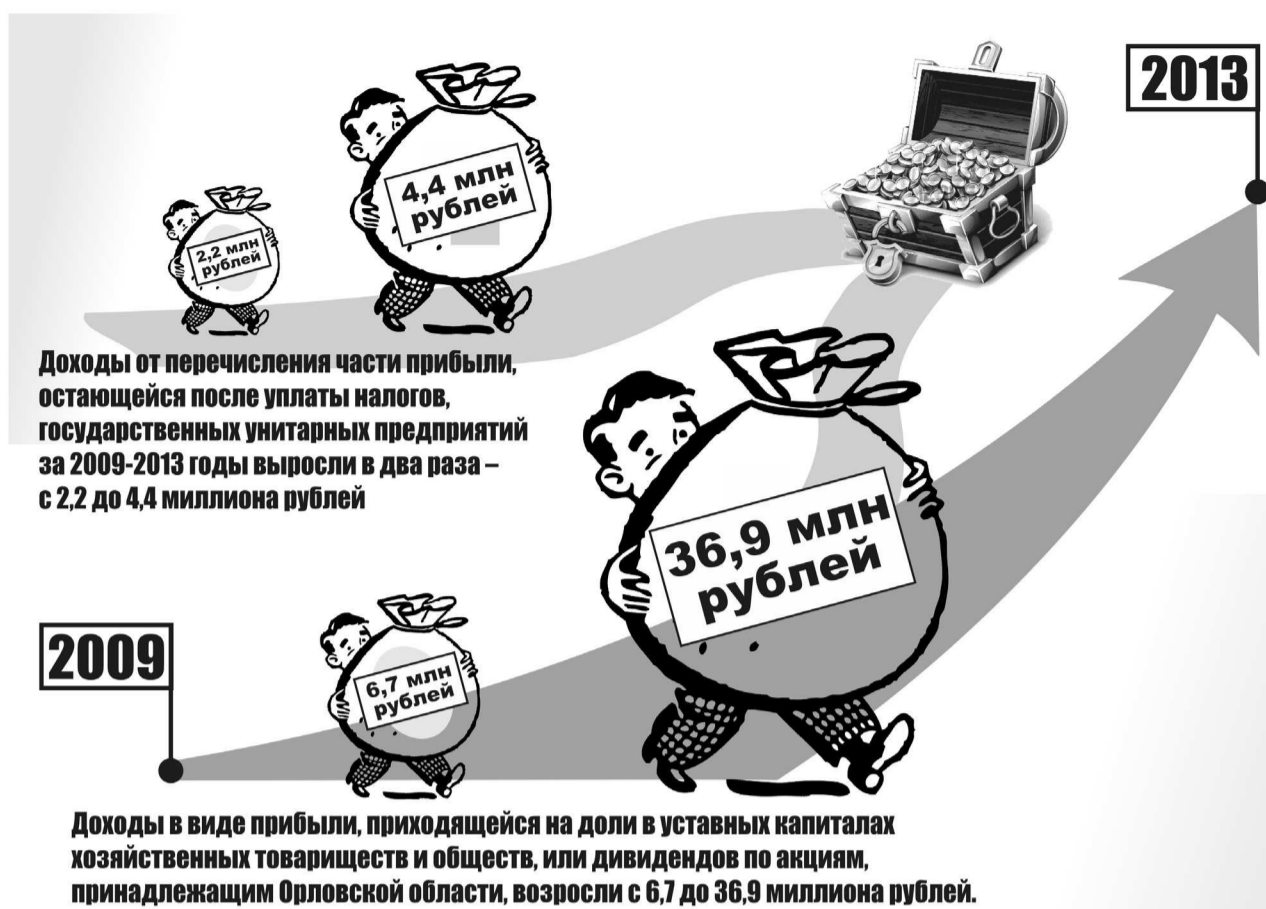 2013
4,4 млн
рублей
2,2 млн
рублей
Доходы от перечисления части прибыли,
остающейся после уплаты налогов,
государственных унитарных предприятий
за 2009-2013 годы выросли в два раза –
с 2,2 до 4,4 миллиона рублей
36,9 млн
рублей
2009
6,7 млн
рублей
Доходы в виде прибыли, приходящейся на доли в уставных капиталах
хозяйственных товариществ и обществ, или дивидендов по акциям,
принадлежащим Орловской области, возросли с 6,7 до 36,9 миллиона рублей.